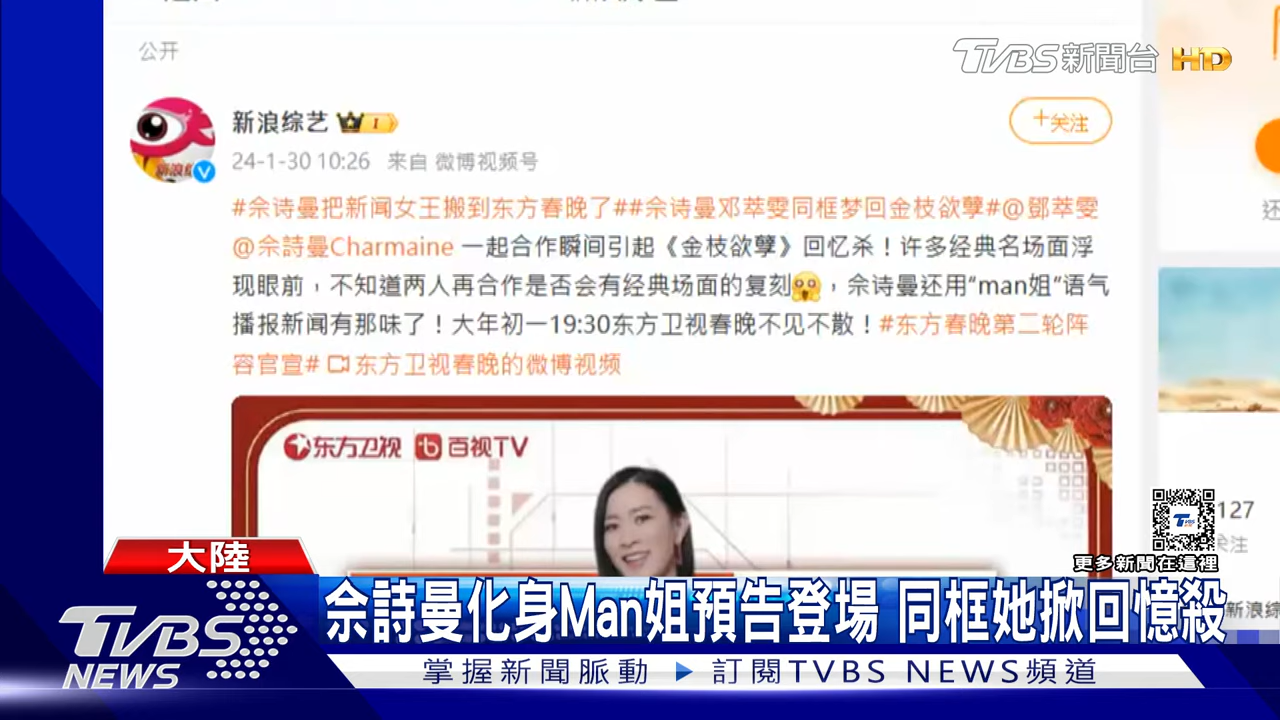 公开
TVBS新聞台 HD
新浪综艺
+关注
24-1-30 10:26 来自 微博视频号
#佘诗曼把新闻女王搬到东方春晚了##佘诗曼邓萃雯同框梦回金枝欲孽#@鄧萃雯
@佘詩曼Charmaine 一起合作瞬间引起《金枝欲孽》回忆杀！许多经典名场面浮
现眼前，不知道两人再合作是否会有经典场面的复刻，佘诗曼还用“man姐”语气
播报新闻有那味了！大年初一19:30东方卫视春晚不见不散！#东方春晚第二轮阵
容官宣# 东方卫视春晚的微博视频
东方卫视 百视TV
127
关注
更多新聞在這裡
新浪综
大陸
佘詩曼化身Man姐預告登場 同框她掀回憶殺
TVBS NEWS
掌握新聞脈動 訂閱TVBS NEWS頻道